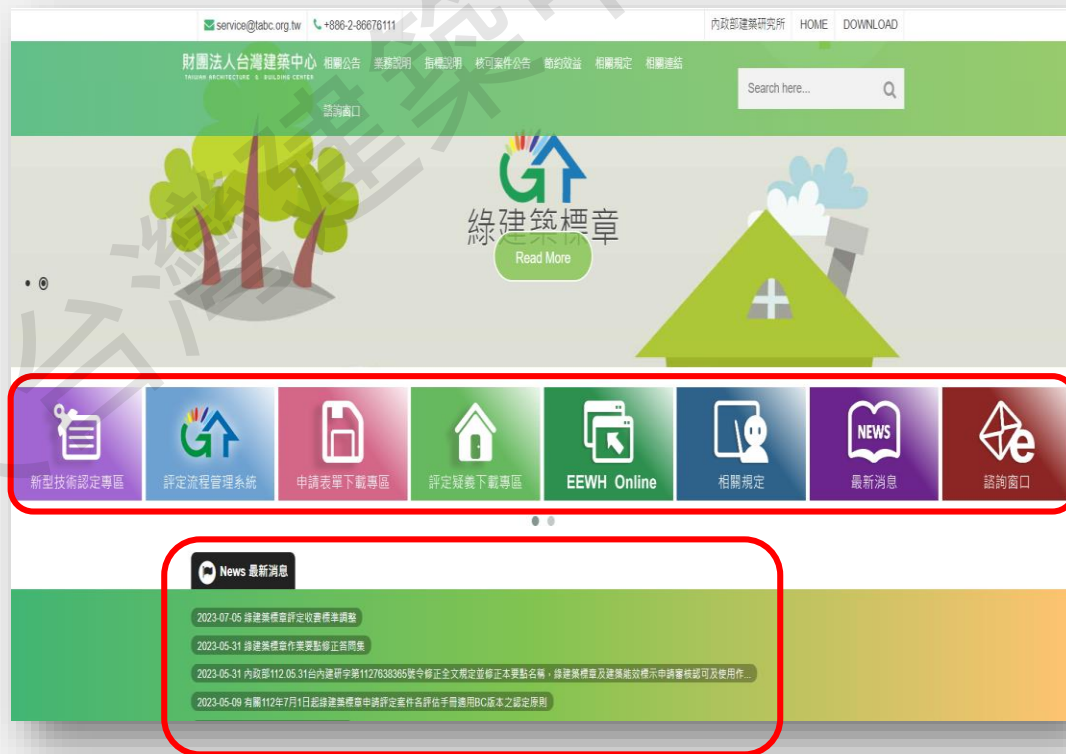 service@tabc.org.tw +886-2-86676111 內政部建築研究所 HOME DOWNLOAD
財團法人台灣建築中心 相關公告 業務說明 指標說明 核可案件公告 節約效益 相關規定 相關連結
TAIWAN ARCHITECTURE & BUILDING CENTER
Search here...
諮詢窗口
綠建築標章
Read More
新型技術認定專區 評定流程管理系統 申請表單下載專區 評定疑義下載專區 EEWH Online 相關規定 NEWS 最新消息 諮詢窗口
News 最新消息
2023-07-05 綠建築標章評定收費標準調整
2023-05-31 綠建築標章作業要點修正答問集
2023-05-31 內政部112.05.31台內建研字第1127638365號令修正全文規定並修正本要點名稱，綠建築標章及建築能效標示申請審核認可及使用作...
2023-05-09 有關112年7月1日起綠建築標章申請評定案件各評估手冊適用BC版本之認定原則
台灣建築